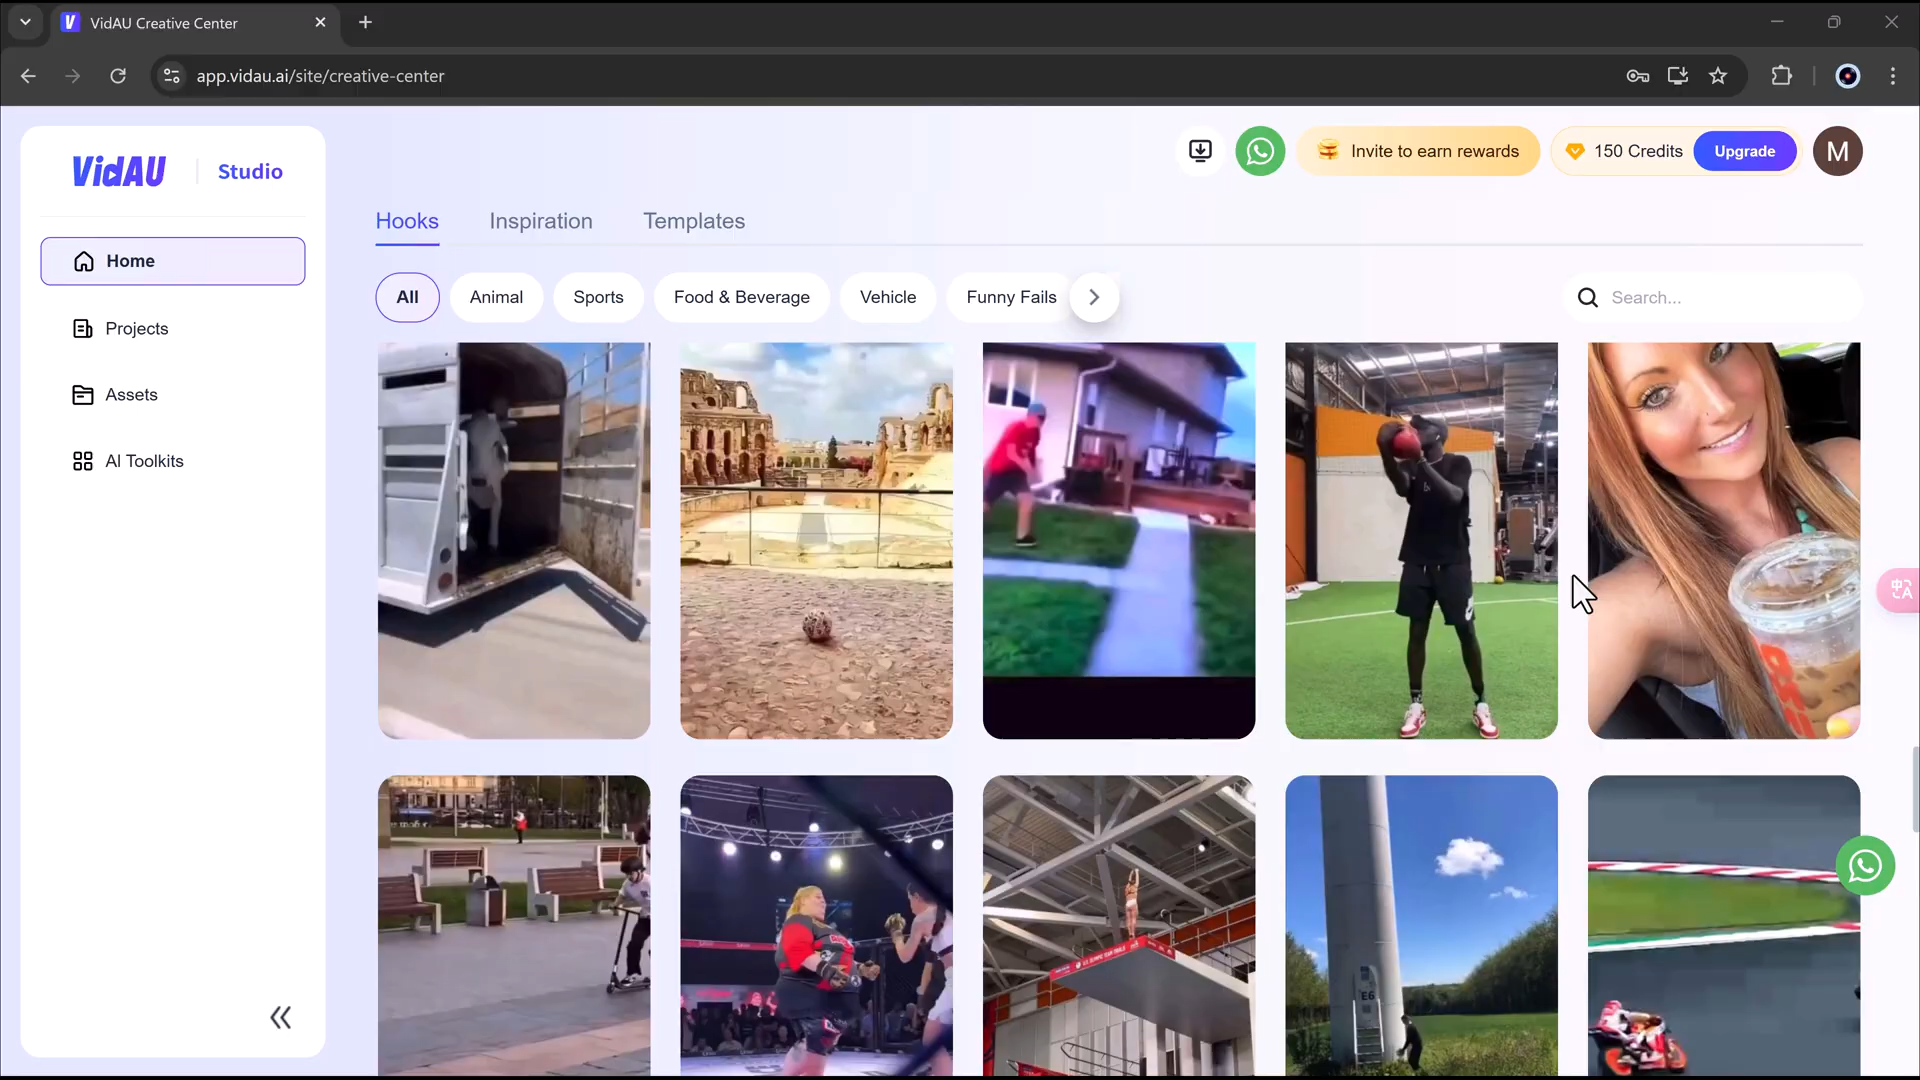 VidAU Creative Center
app.vidau.ai/site/creative-center
VidAU
Studio
Invite to earn rewards
150 Credits
Upgrade
M
Hooks
Inspiration
Templates
Home
Projects
Assets
AI Toolkits
All
Animal
Sports
Food & Beverage
Vehicle
Funny Fails
Search...
E6